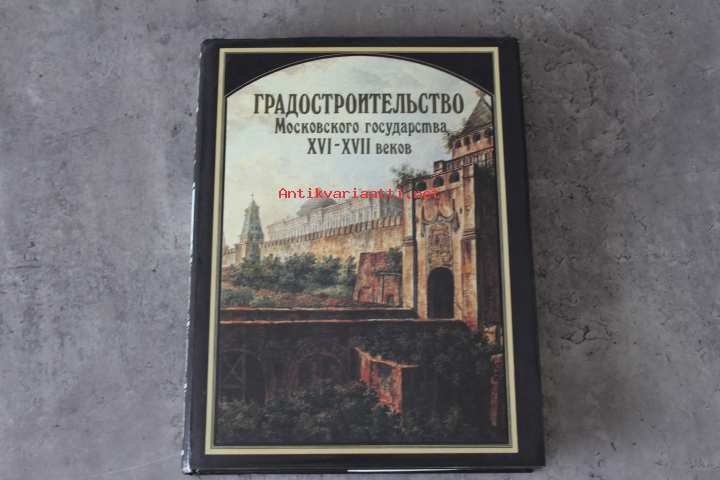 ГРАДОСТРОИТЕЛЬСТВО
Московского государства
XVI-XVII веков
Antikvariaatti.net